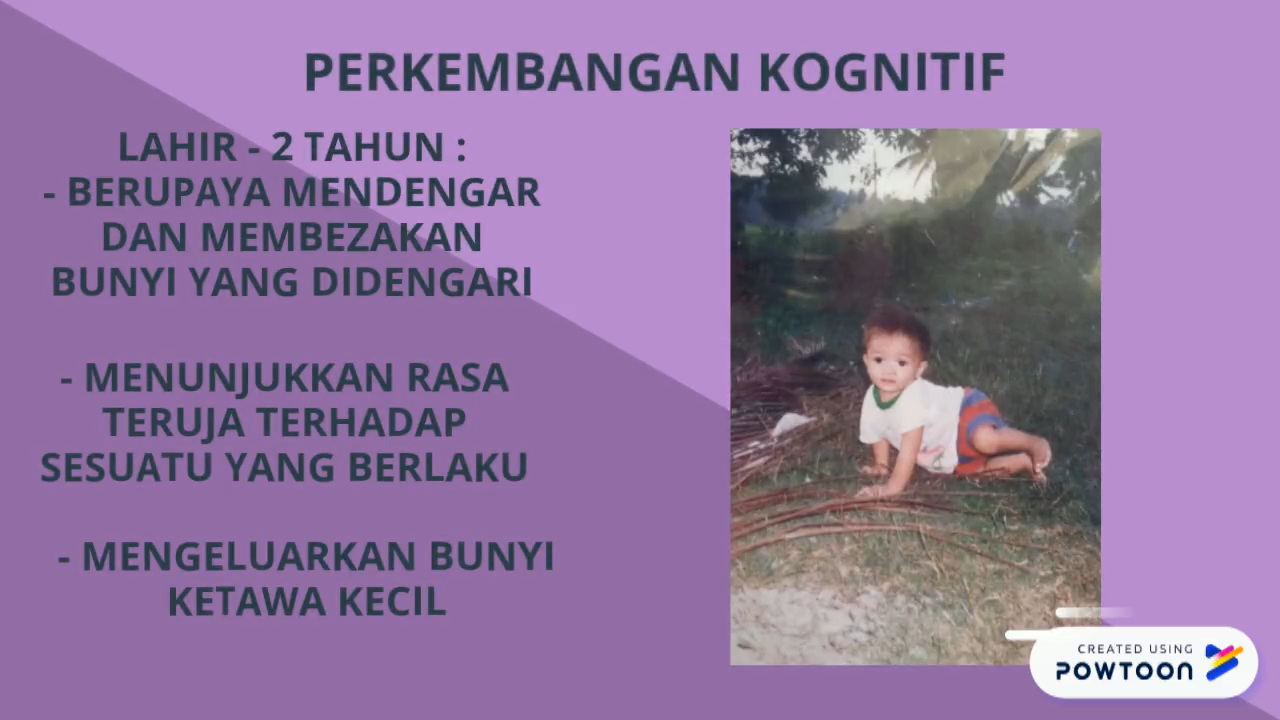 PERKEMBANGAN KOGNITIF
LAHIR - 2 TAHUN :
- BERUPAYA MENDENGAR
DAN MEMBEZAKAN
BUNYI YANG DIDENGARI
- MENUNJUKKAN RASA
TERUJA TERHADAP
SESUATU YANG BERLAKU
- MENGELUARKAN BUNYI
KETAWA KECIL
CREATED USING
POWTOON